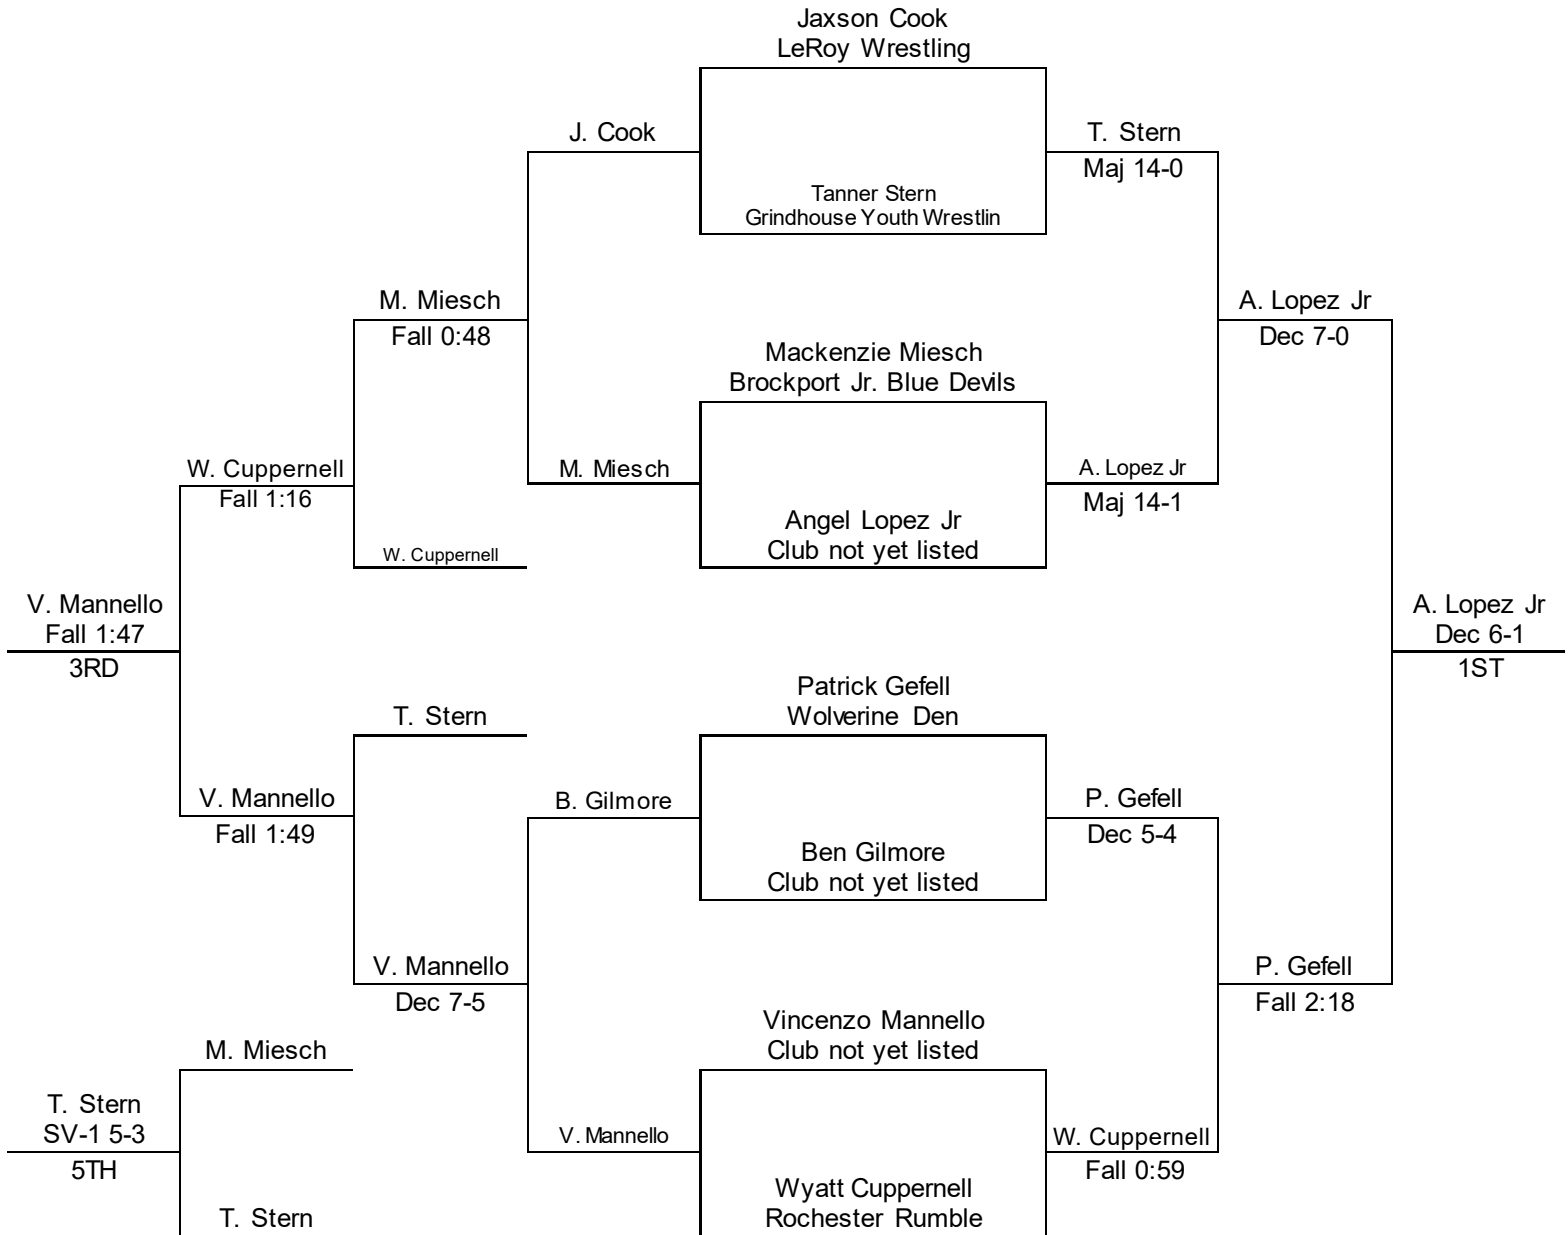 Jaxson Cook
LeRoy Wrestling
J. Cook
T. Stern
Maj 14-0
Tanner Stern
Grindhouse Youth Wrestlin
M. Miesch
Fall 0:48
A. Lopez Jr
Dec 7-0
Mackenzie Miesch
Brockport Jr. Blue Devils
W. Cuppernell
Fall 1:16
M. Miesch
A. Lopez Jr
Maj 14-1
Angel Lopez Jr
Club not yet listed
W. Cuppernell
V. Mannello
Fall 1:47
3RD
A. Lopez Jr
Dec 6-1
1ST
Patrick Gefell
Wolverine Den
T. Stern
V. Mannello
Fall 1:49
B. Gilmore
P. Gefell
Dec 5-4
Ben Gilmore
Club not yet listed
V. Mannello
Dec 7-5
P. Gefell
Fall 2:18
Vincenzo Mannello
Club not yet listed
M. Miesch
T. Stern
SV-1 5-3
5TH
V. Mannello
W. Cuppernell
Fall 0:59
Wyatt Cuppernell
Rochester Rumble
T. Stern